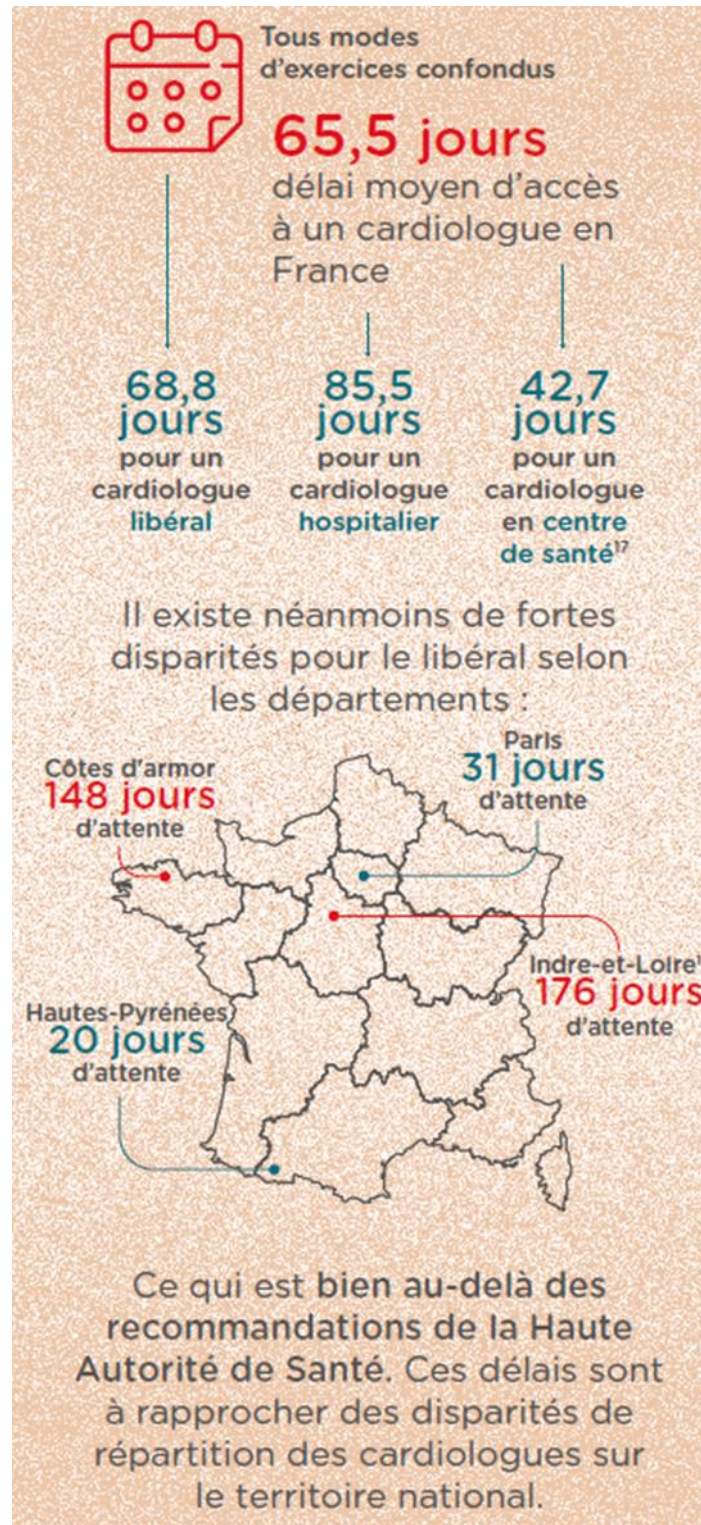 Tous modes
d'exercices confondus
65,5 jours
délai moyen d'accès
à un cardiologue en
France
68,8
jours
pour un
cardiologue
libéral
85,5
jours
pour un
cardiologue
hospitalier
42,7
jours
pour un
cardiologue
en centre
de santé¹⁷
Il existe néanmoins de fortes
disparités pour le libéral selon
les départements :
Paris
31 jours
d'attente
Côtes d'armor
148 jours
d'attente
Indre-et-Loire
176 jours
d'attente
Hautes-Pyrénées
20 jours
d'attente
Ce qui est bien au-delà des
recommandations de la Haute
Autorité de Santé. Ces délais sont
à rapprocher des disparités de
répartition des cardiologues sur
le territoire national.